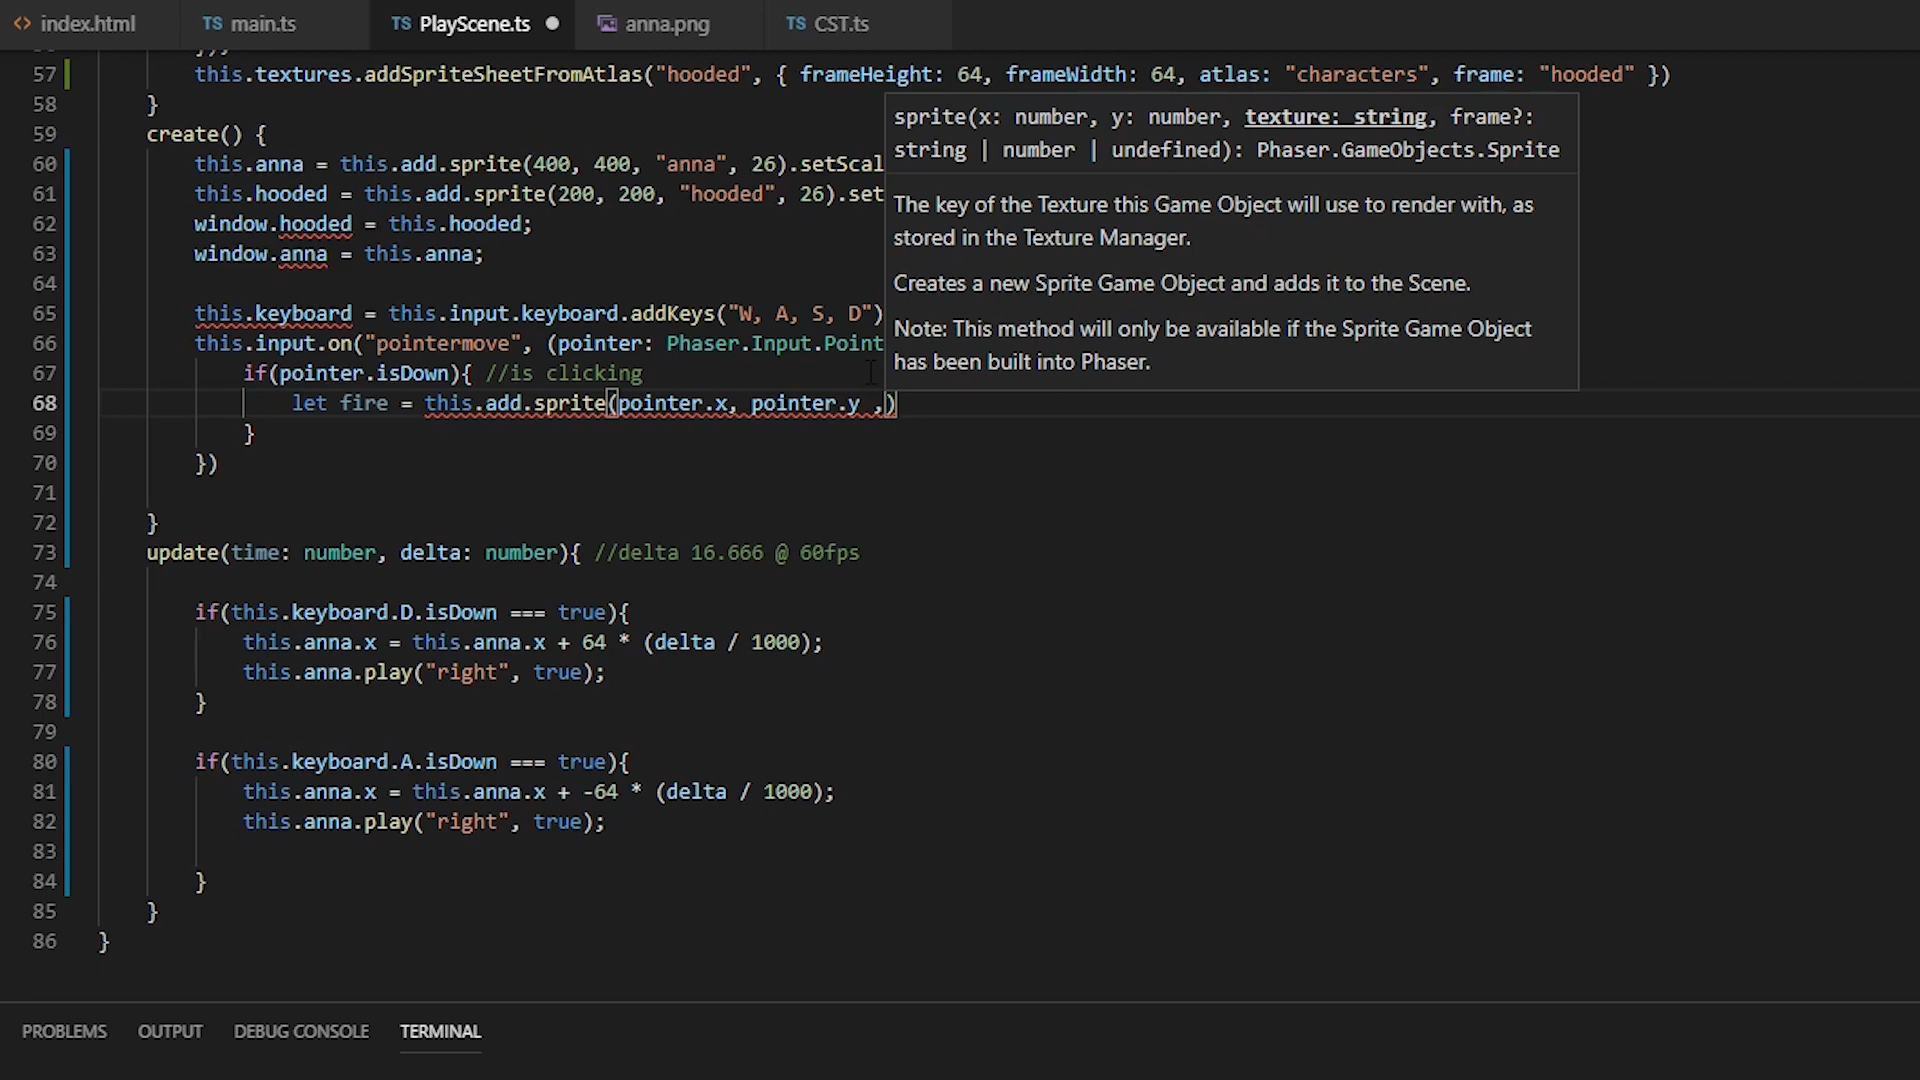 index.html
TS main.ts
TS PlayScene.ts
anna.png
TS CST.ts
57 this.textures.addSpriteSheetFromAtlas("hooded", { frameHeight: 64, frameWidth: 64, atlas: "characters", frame: "hooded" })
58 }
59 create() {
60 this.anna = this.add.sprite(400, 400, "anna", 26).setScal
61 this.hooded = this.add.sprite(200, 200, "hooded", 26).set
62 window.hooded = this.hooded;
63 window.anna = this.anna;
64
65 this.keyboard = this.input.keyboard.addKeys("W, A, S, D")
66 this.input.on("pointermove", (pointer: Phaser.Input.Point
67 if(pointer.isDown){ //is clicking
68 let fire = this.add.sprite(pointer.x, pointer.y ,)
69 }
70 })
71
72 }
73 update(time: number, delta: number){ //delta 16.666 @ 60fps
74
75 if(this.keyboard.D.isDown === true){
76 this.anna.x = this.anna.x + 64 * (delta / 1000);
77 this.anna.play("right", true);
78 }
79
80 if(this.keyboard.A.isDown === true){
81 this.anna.x = this.anna.x + -64 * (delta / 1000);
82 this.anna.play("right", true);
83
84 }
85 }
86 }
sprite(x: number, y: number, texture: string, frame?:
string | number | undefined): Phaser.GameObjects.Sprite
The key of the Texture this Game Object will use to render with, as
stored in the Texture Manager.
Creates a new Sprite Game Object and adds it to the Scene.
Note: This method will only be available if the Sprite Game Object
has been built into Phaser.
PROBLEMS OUTPUT DEBUG CONSOLE TERMINAL